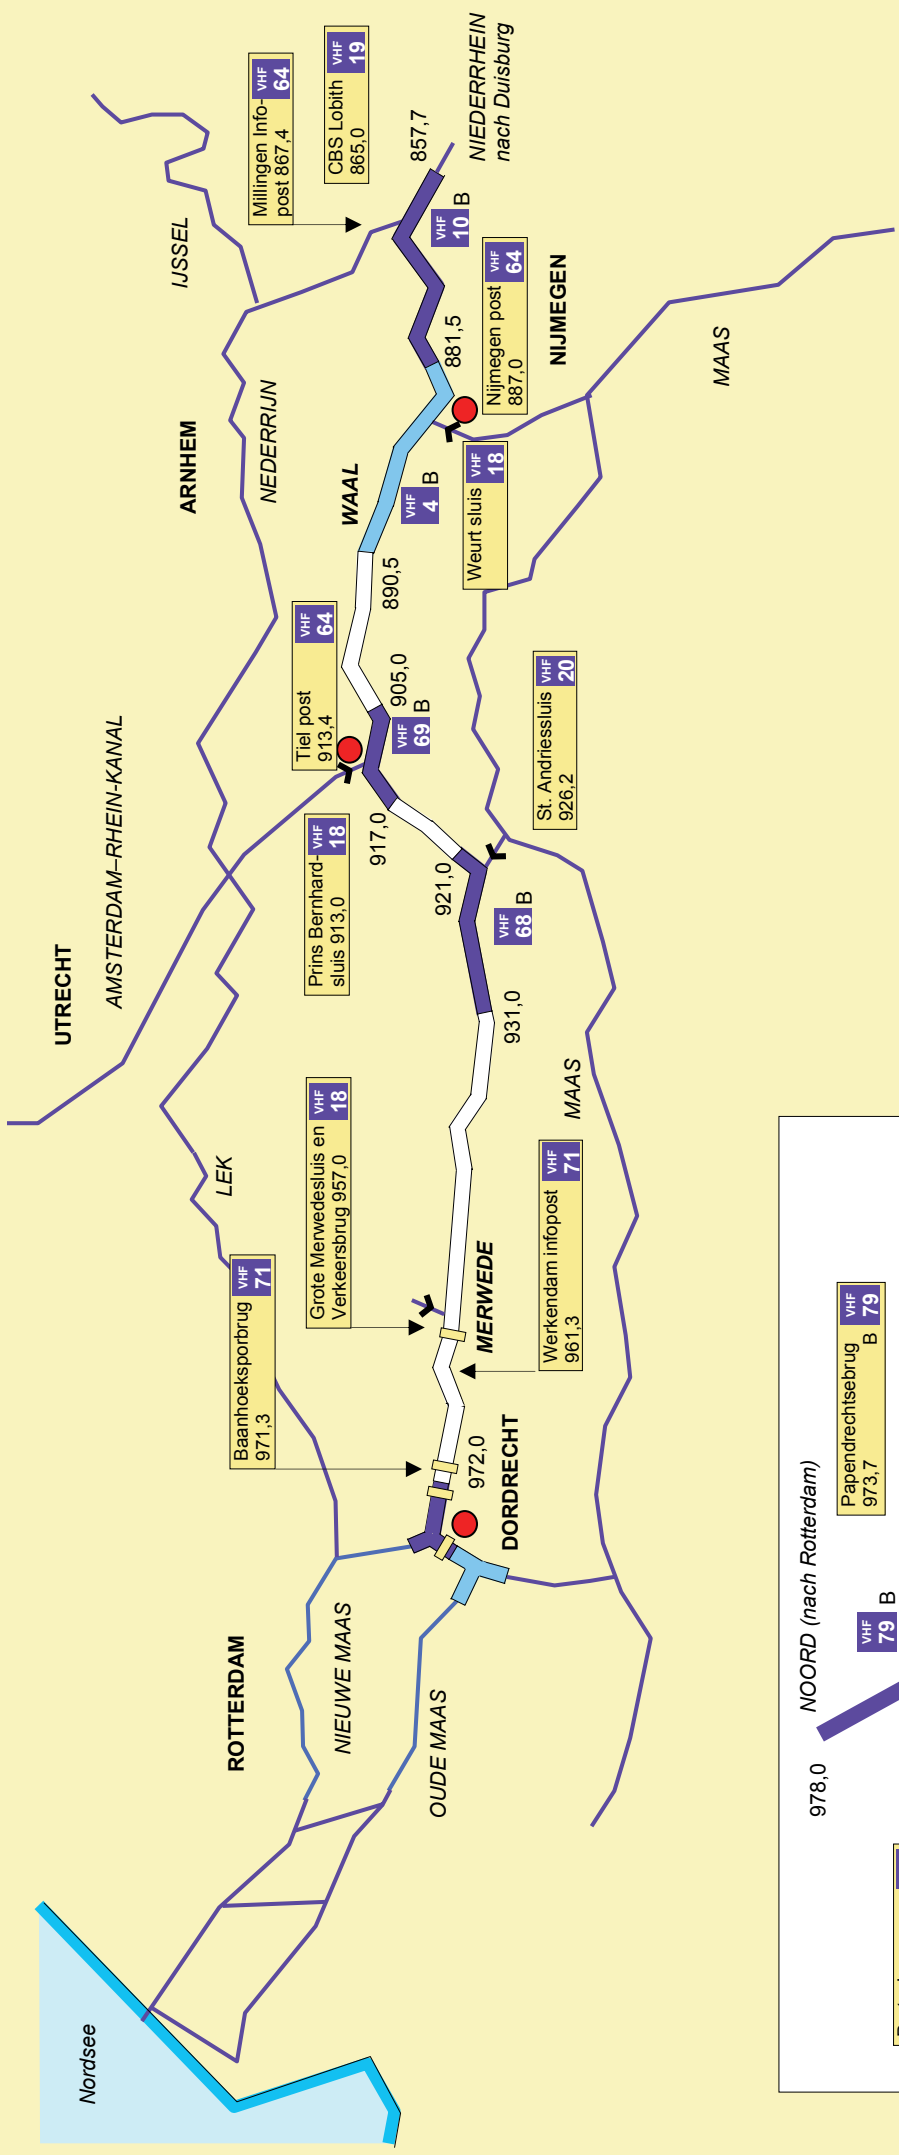 Nordsee
ROTTERDAM
NIEUWE MAAS
OUDE MAAS
DORDRECHT
972,0
Baanhoeksporbrug VHF
971,3 71
LEK
Grote Merwedesluis en VHF
Verkeersbrug 957,0 18
MERWEDE
Werkendam infopost VHF
961,3 71
MAAS
931,0
VHF
68 B
921,0
917,0
UTRECHT
AMSTERDAM–RHEIN-KANAL
Prins Bernhard- VHF
sluis 913,0 18
Tiel post VHF
913,4 64
VHF
69 B
905,0
St. Andriessluis VHF
926,2 20
890,5
WAAL
VHF
4 B
Weurt sluis VHF
18
ARNHEM
NEDERRIJN
IJSSEL
881,5
Nijmegen post VHF
887,0 64
NIJMEGEN
MAAS
Millingen Info- VHF
post 867,4 64
CBS Lobith VHF
865,0 19
857,7
VHF
10 B
NIEDERRHEIN
nach Duisburg
978,0
NOORD (nach Rotterdam)
VHF
79 B
Papendrechtsebrug VHF
973,7 B 79